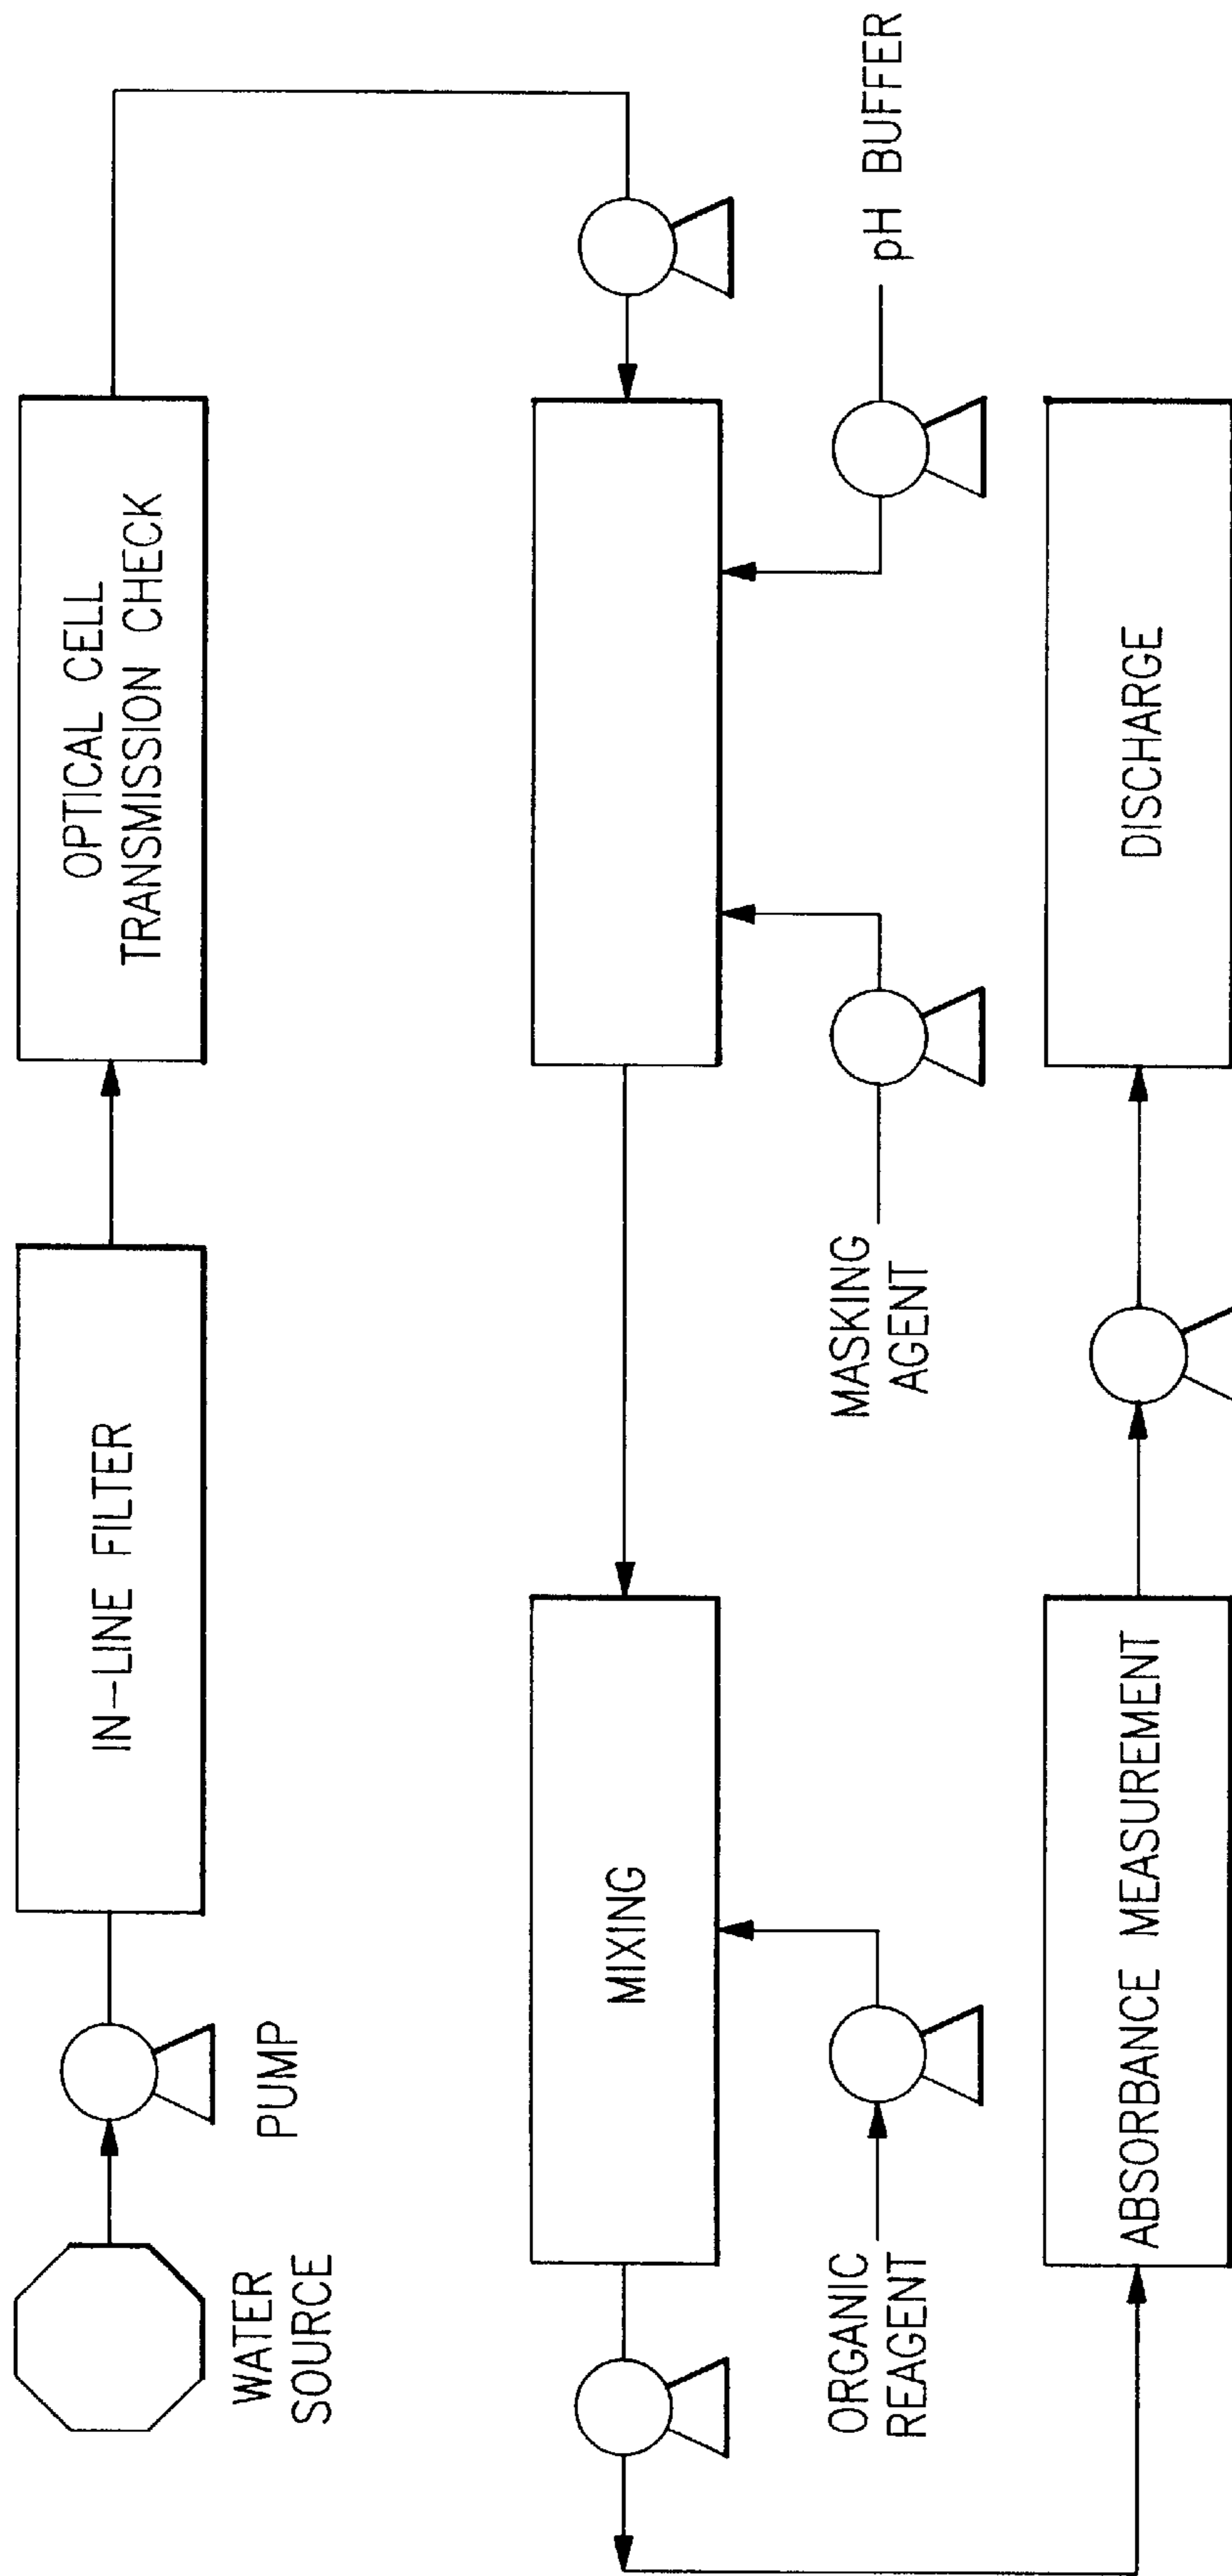 WATER
SOURCE
PUMP
IN-LINE FILTER
OPTICAL CELL
TRANSMISSION CHECK
MIXING
ORGANIC
REAGENT
MASKING
AGENT
pH BUFFER
ABSORBANCE MEASUREMENT
DISCHARGE